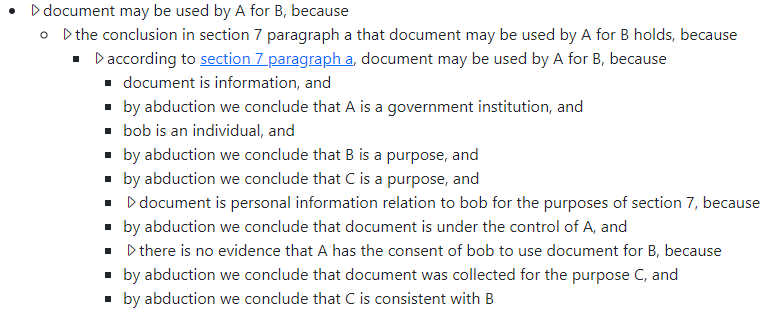 document may be used by A for B, because
the conclusion in section 7 paragraph a that document may be used by A for B holds, because
according to section 7 paragraph a, document may be used by A for B, because
document is information, and
by abduction we conclude that A is a government institution, and
bob is an individual, and
by abduction we conclude that B is a purpose, and
by abduction we conclude that C is a purpose, and
document is personal information relation to bob for the purposes of section 7, because
by abduction we conclude that document is under the control of A, and
there is no evidence that A has the consent of bob to use document for B, because
by abduction we conclude that document was collected for the purpose C, and
by abduction we conclude that C is consistent with B